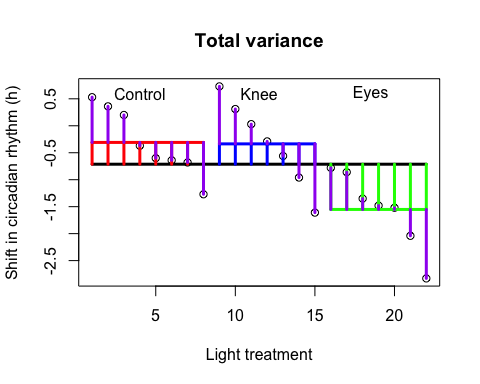 Total variance
Control Knee Eyes
Shift in circadian rhythm (h)
0.5
-0.5
-1.5
-2.5
5 10 15 20
Light treatment